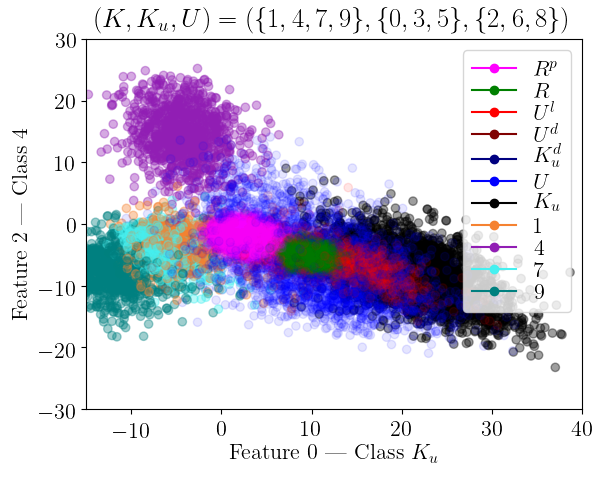 (K, K_u, U) = ({1, 4, 7, 9}, {0, 3, 5}, {2, 6, 8})
Feature 2 — Class 4
30
20
10
0
−10
−20
−30
R^p
R
U^l
U^d
K_u^d
U
K_u
1
4
7
9
−10 0 10 20 30 40
Feature 0 — Class K_u